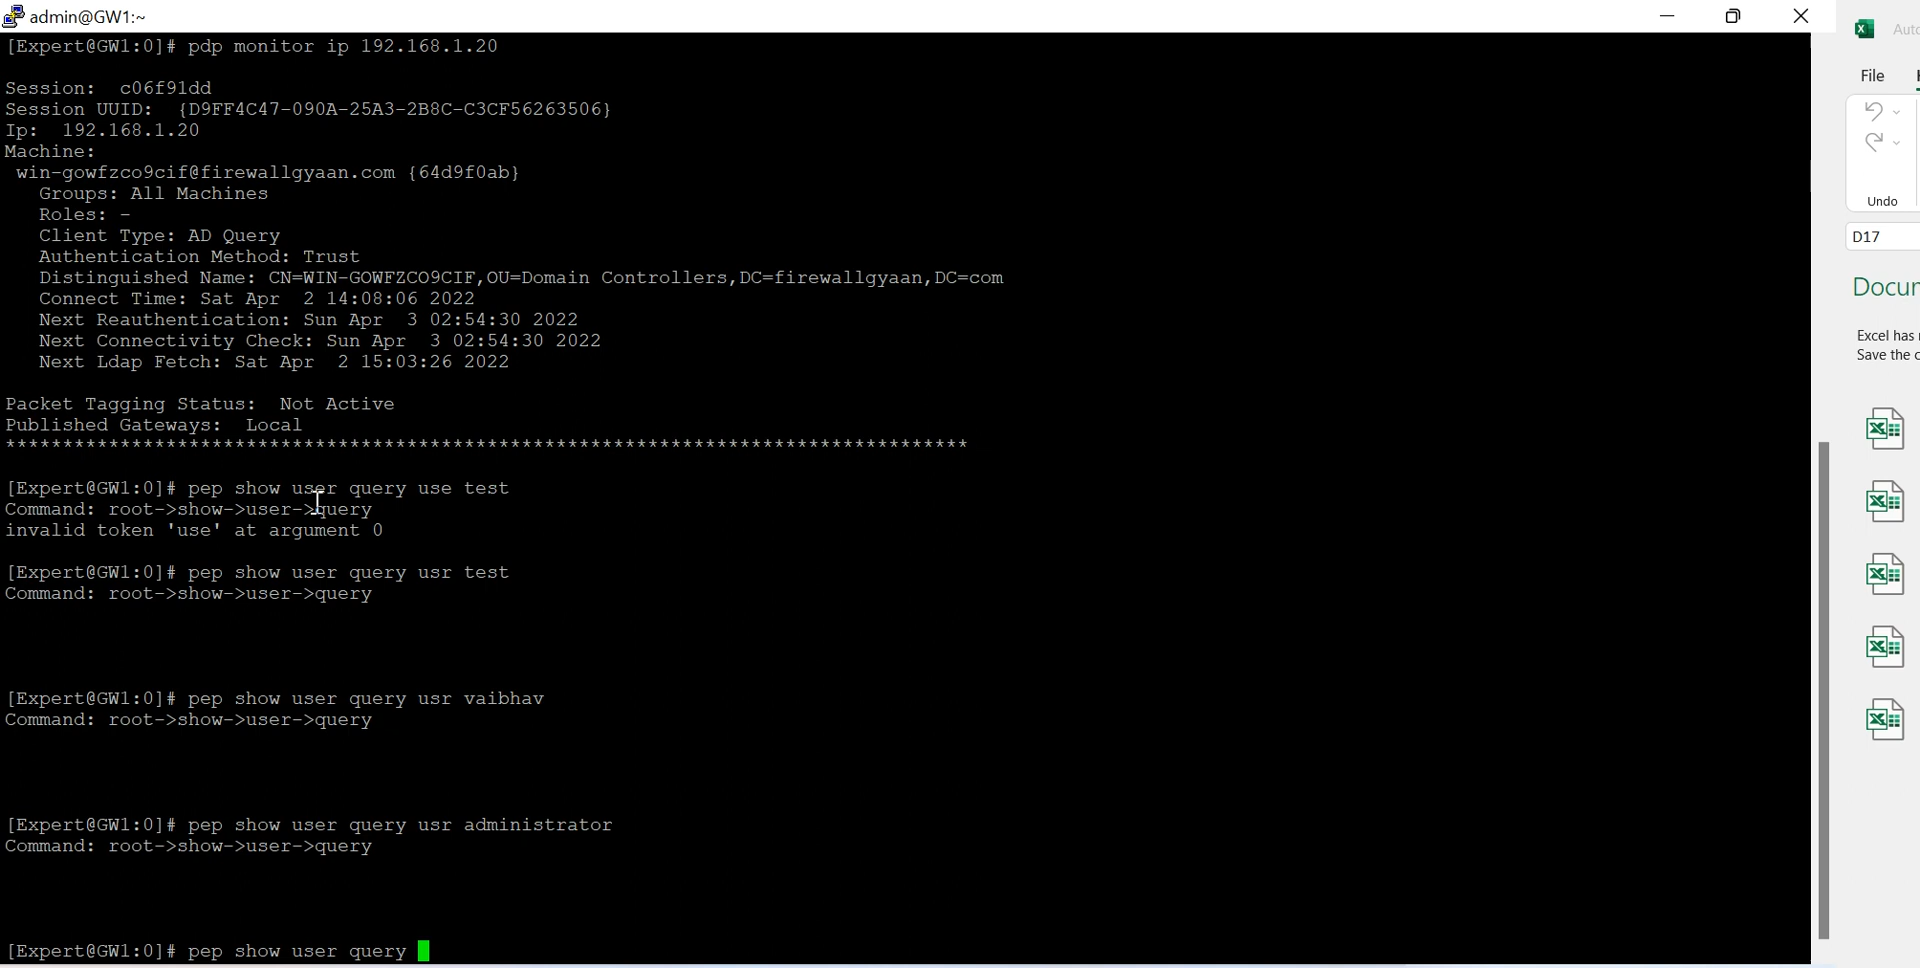 admin@GW1:~
[Expert@GW1:0]# pdp monitor ip 192.168.1.20
Session:  c06f91dd
Session UUID:  {D9FF4C47-090A-25A3-2B8C-C3CF56263506}
Ip:  192.168.1.20
Machine:
win-gowfzco9cif@firewallgyaan.com {64d9f0ab}
Groups: All Machines
Roles: -
Client Type: AD Query
Authentication Method: Trust
Distinguished Name: CN=WIN-GOWFZCO9CIF,OU=Domain Controllers,DC=firewallgyaan,DC=com
Connect Time: Sat Apr  2 14:08:06 2022
Next Reauthentication: Sun Apr  3 02:54:30 2022
Next Connectivity Check: Sun Apr  3 02:54:30 2022
Next Ldap Fetch: Sat Apr  2 15:03:26 2022
Packet Tagging Status:  Not Active
Published Gateways:  Local
************************************************************************************
[Expert@GW1:0]# pep show user query use test
Command: root->show->user->query
invalid token 'use' at argument 0
[Expert@GW1:0]# pep show user query usr test
Command: root->show->user->query
[Expert@GW1:0]# pep show user query usr vaibhav
Command: root->show->user->query
[Expert@GW1:0]# pep show user query usr administrator
Command: root->show->user->query
[Expert@GW1:0]# pep show user query
Auto
File
Undo
D17
Docum
Excel has
Save the